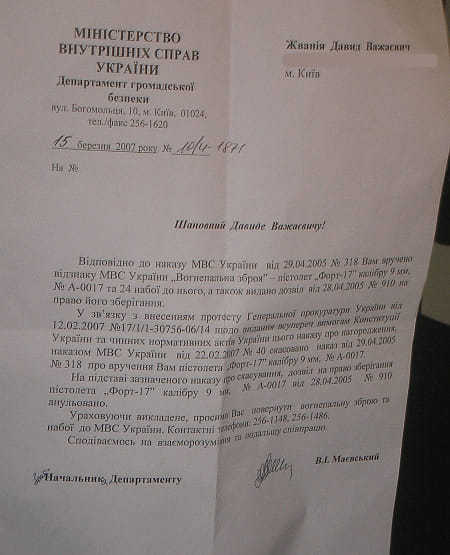 МІНІСТЕРСТВО
ВНУТРІШНІХ СПРАВ
УКРАЇНИ
Департамент громадської
безпеки
вул. Богомольця, 10, м. Київ, 01024,
тел./факс 256-1620
15 березня 2007 року № 10/4-1871
На №
Жванія Давид Важаєвич
м. Київ
Шановний Давиде Важаєвичу!
Відповідно до наказу МВС України від 29.04.2005 № 318 Вам вручено
відзнаку МВС України „Вогнепальна зброя” – пістолет „Форт-17” калібру 9 мм,
№ А-0017 та 24 набої до нього, а також видано дозвіл від 28.04.2005 № 910 на
право його зберігання.
У зв’язку з внесенням протесту Генеральної прокуратури України від
12.02.2007 №17/1/1-30756-06/14 щодо видання всупереч вимогам Конституції
України та чинних нормативних актів України цього наказу про нагородження,
наказом МВС України від 22.02.2007 № 40 скасовано наказ від 29.04.2005
№ 318 про вручення Вам пістолета „Форт-17” калібру 9 мм, № А-0017.
На підставі зазначеного наказу про скасування, дозвіл на право зберігання
пістолета „Форт-17” калібру 9 мм, № А-0017 від 28.04.2005 № 910
анульовано.
Ураховуючи викладене, просимо Вас повернути вогнепальну зброю та
набої до МВС України. Контактні телефони: 256-1148, 256-1486.
Сподіваємось на взаєморозуміння та подальшу співпрацю.
Начальник Департаменту
В.І. Маєвський